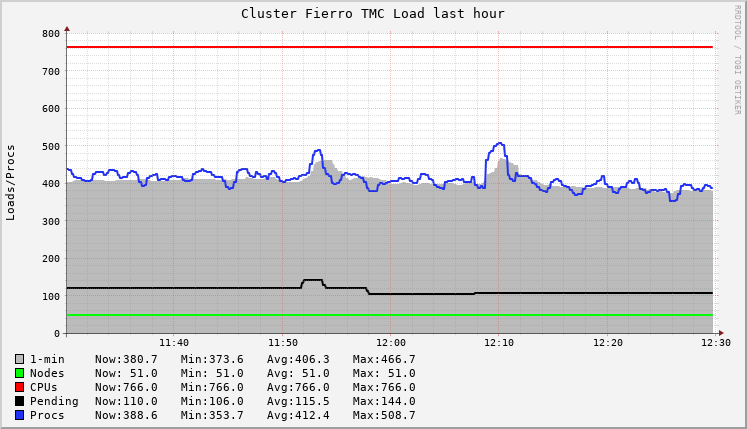 Cluster Fierro TMC Load last hour
RRDTOOL / TOBI OETIKER
Loads/Procs
800
700
600
500
400
300
200
100
0
11:40 11:50 12:00 12:10 12:20 12:30
1-min Now:380.7 Min:373.6 Avg:406.3 Max:466.7
Nodes Now: 51.0 Min: 51.0 Avg: 51.0 Max: 51.0
CPUs Now:766.0 Min:766.0 Avg:766.0 Max:766.0
Pending Now:110.0 Min:106.0 Avg:115.5 Max:144.0
Procs Now:388.6 Min:353.7 Avg:412.4 Max:508.7